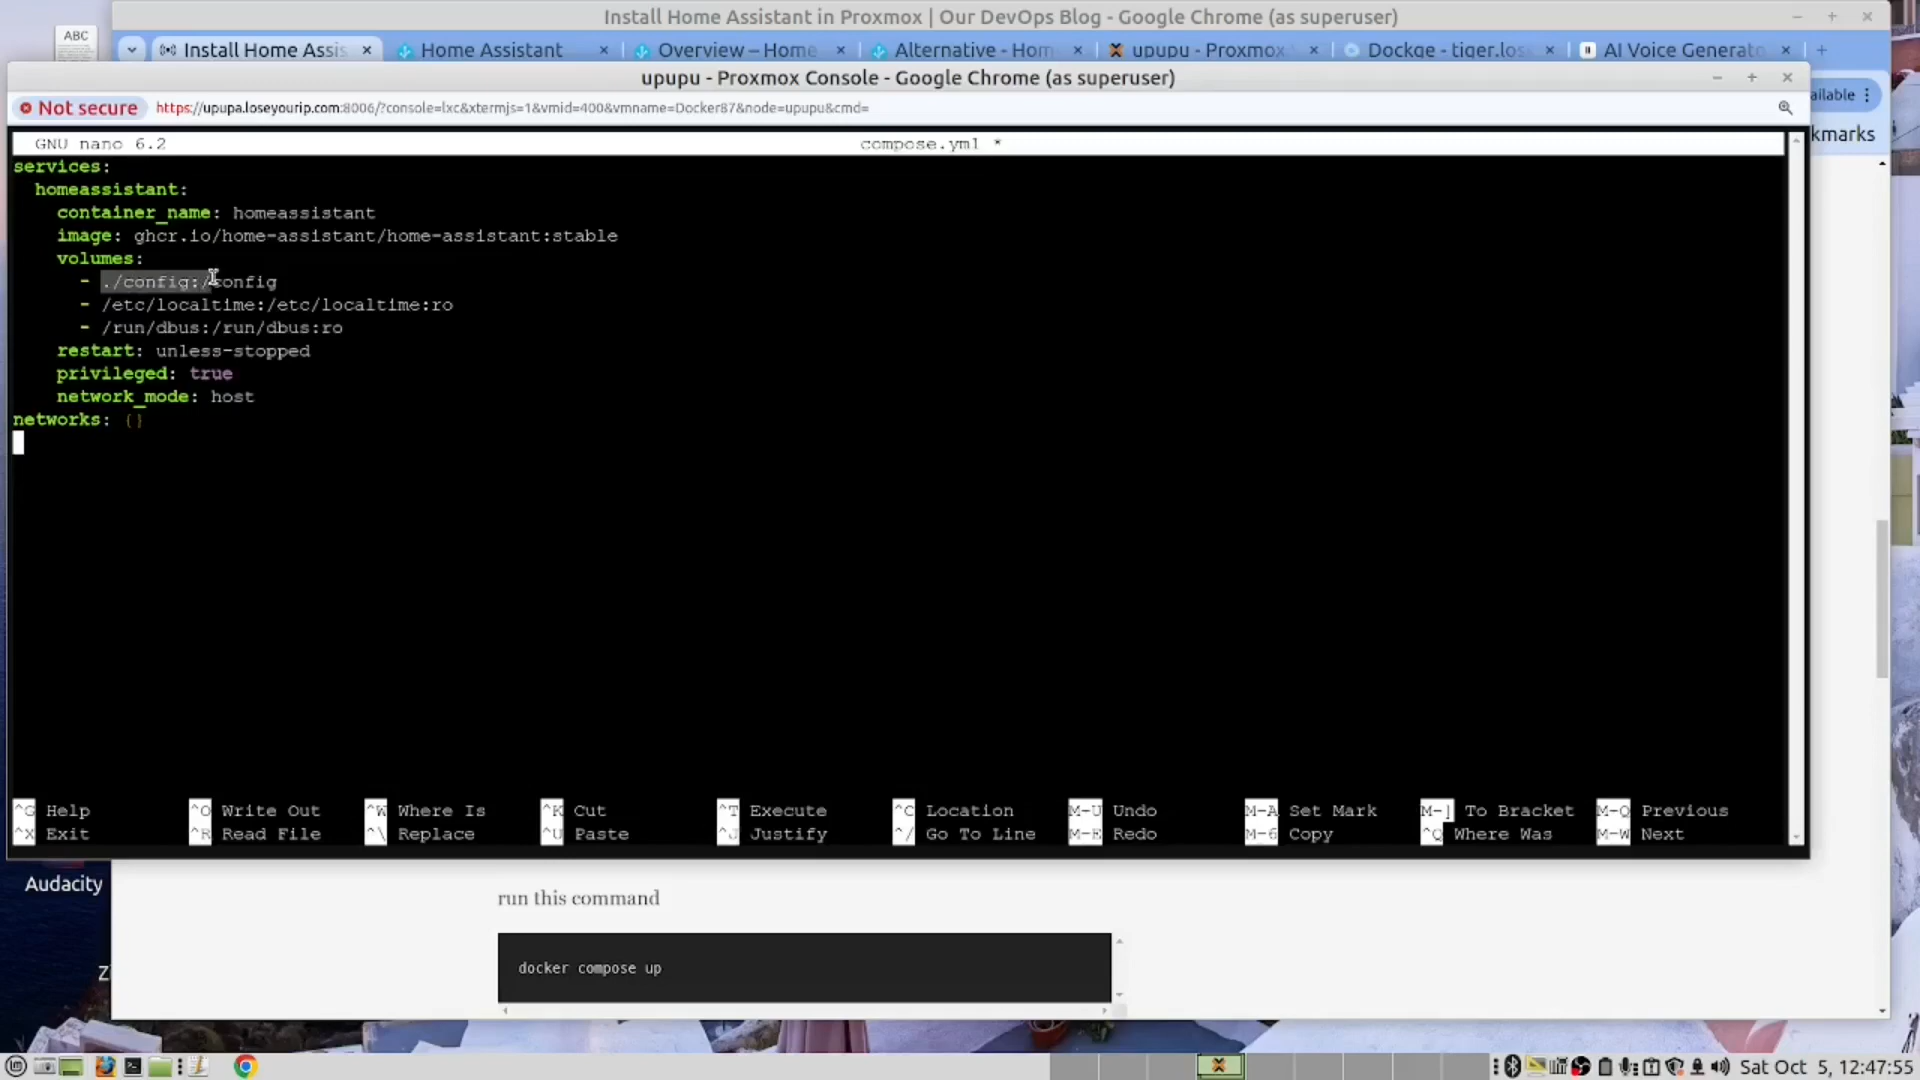 Install Home Assistant in Proxmox | Our DevOps Blog - Google Chrome (as superuser)
ABC
Install Home Assis
Home Assistant
Overview – Home
Alternative - Hom
upupu - Proxmox
Dockge - tiger.los
AI Voice Generato
upupu - Proxmox Console - Google Chrome (as superuser)
Not secure https://upupa.loseyourip.com:8006/?console=lxc&xtermjs=1&vmid=400&vmname=Docker87&node=upupu&cmd=
ailable
kmarks
GNU nano 6.2 compose.yml *
services:
homeassistant:
container_name: homeassistant
image: ghcr.io/home-assistant/home-assistant:stable
volumes:
- ./config:/config
- /etc/localtime:/etc/localtime:ro
- /run/dbus:/run/dbus:ro
restart: unless-stopped
privileged: true
network_mode: host
networks: {}
^G Help ^O Write Out ^W Where Is ^K Cut ^T Execute ^C Location M-U Undo M-A Set Mark M-] To Bracket M-Q Previous
^X Exit ^R Read File ^\ Replace ^U Paste ^J Justify ^/ Go To Line M-E Redo M-6 Copy ^Q Where Was M-W Next
Audacity
run this command
Z
docker compose up
Sat Oct 5, 12:47:55